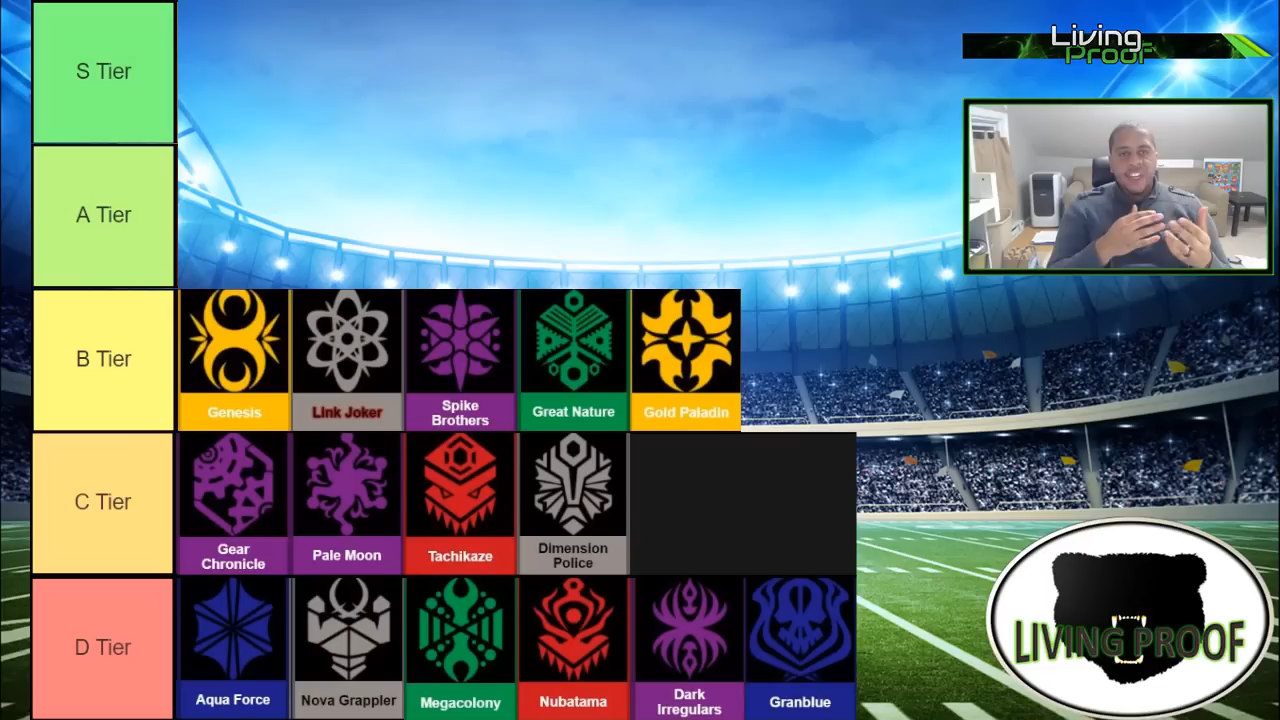 S Tier
Living
Proof
A Tier
B Tier
Genesis
Link Joker
Spike
Brothers
Great Nature
Gold Paladin
C Tier
Gear
Chronicle
Pale Moon
Tachikaze
Dimension
Police
D Tier
Aqua Force
Nova Grappler
Megacolony
Nubatama
Dark
Irregulars
Granblue
LIVING PROOF